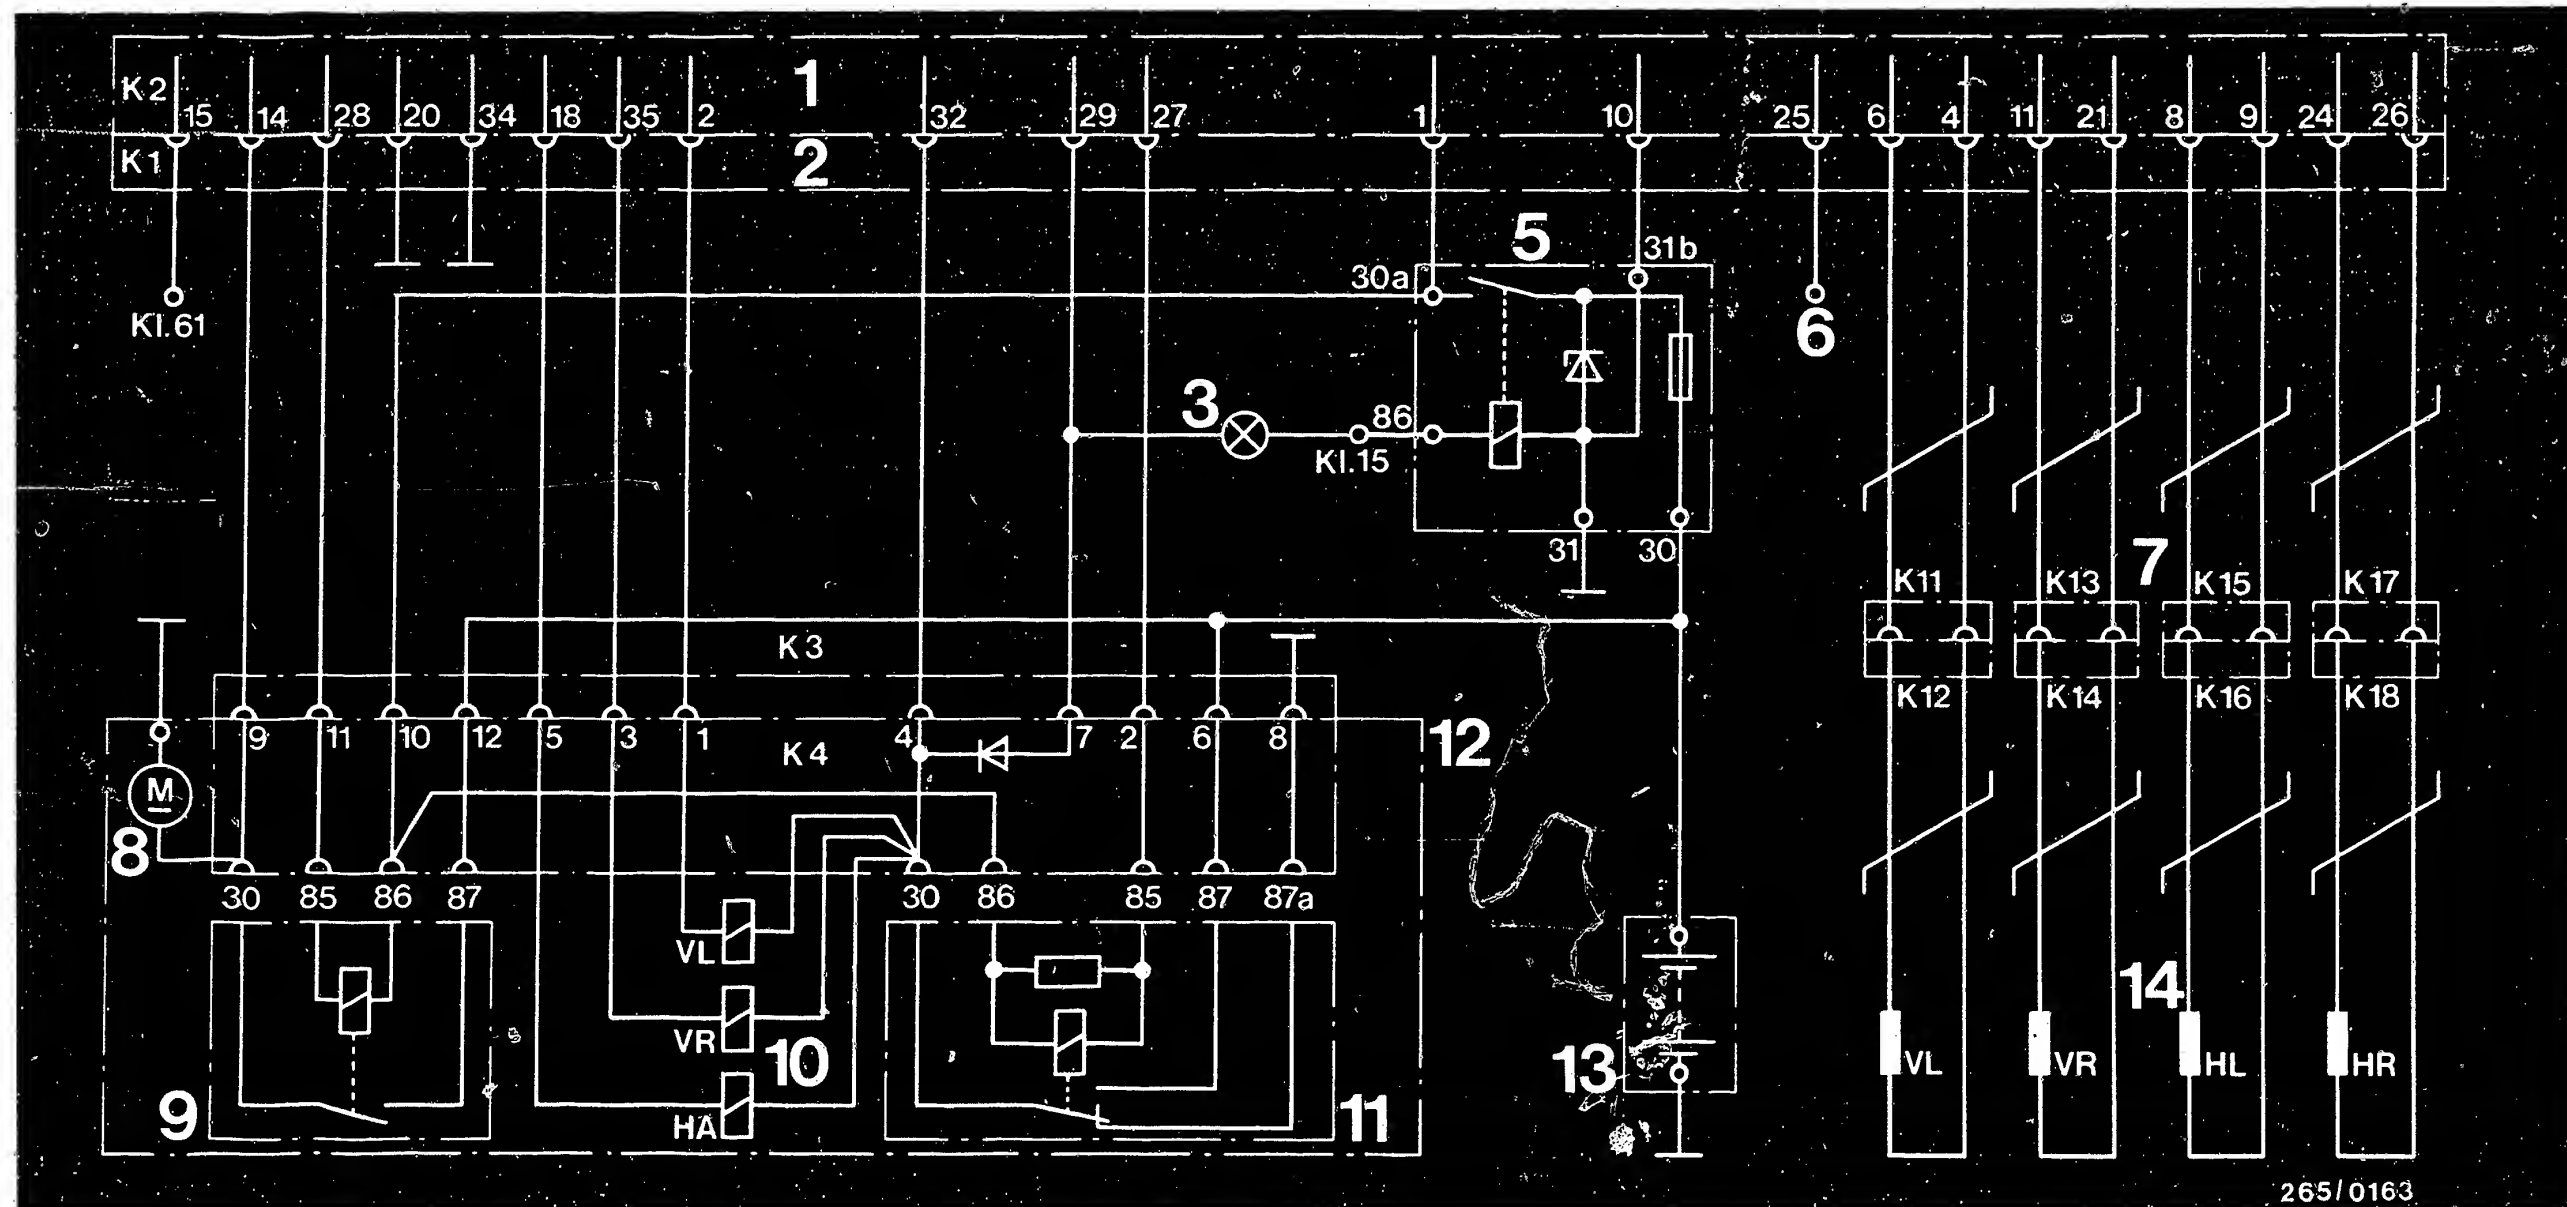 K2 15 14 28 20 34 18 35 2 1 32 29 27 1 10 25 6 4 11 21 8 9 24 26
K1 2
5
31b
30a
Kl.61
6
3
86
Kl.15
31 30
7
K11 K13 K15 K17
K3
K12 K14 K16 K18
9 11 10 12 5 3 1 K4 4 7 2 6 8 12
M
8
30 85 86 87 30 86 85 87 87a
VL
14
VR
10
13
VL VR HL HR
9
HA
11
265/0163